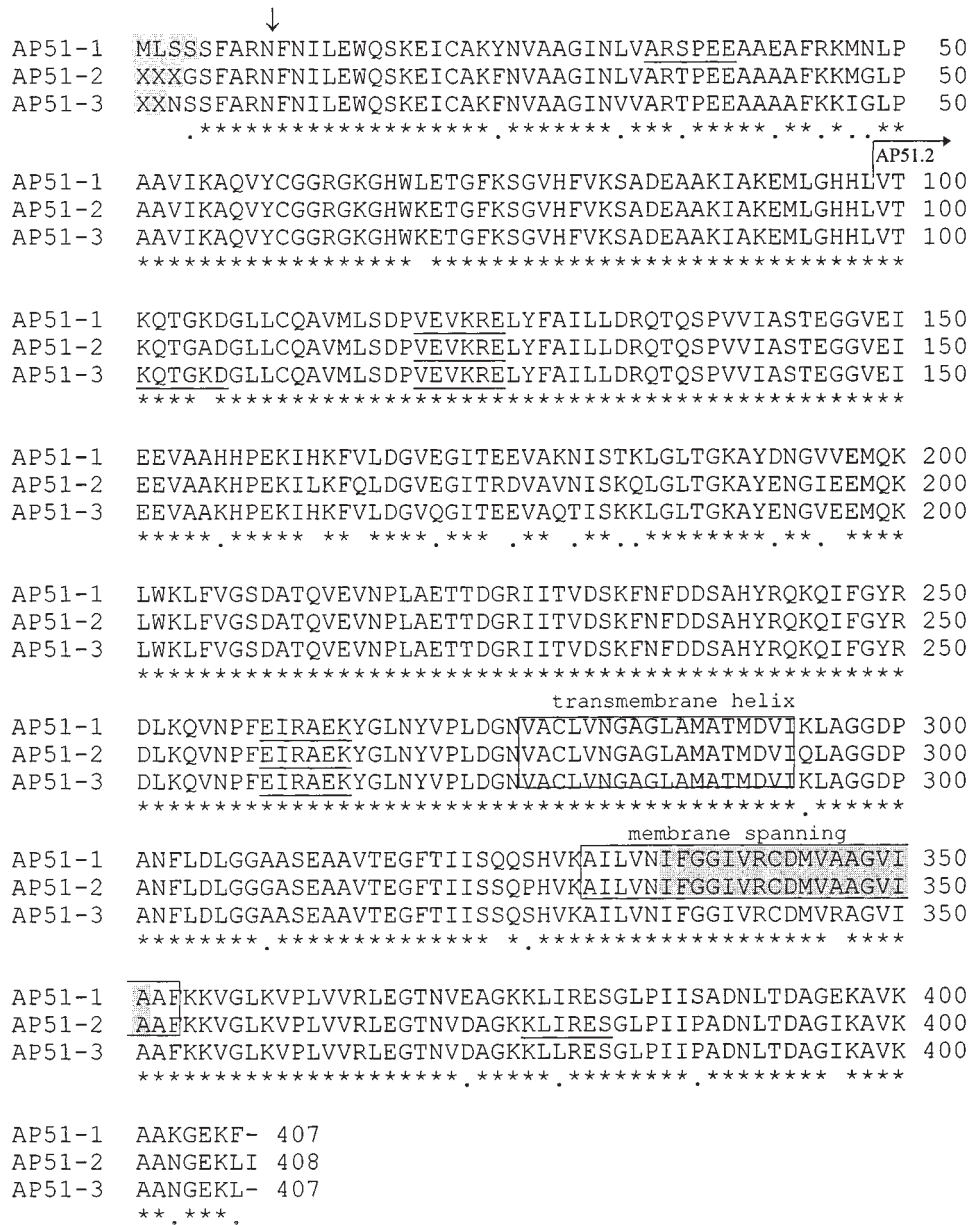 ↓
AP51-1 MLSSSFARNFNILEWQSKEICAKYNVAAGINLVARSPEEAAEAFRKMNLP 50
AP51-2 XXXGSFARNFNILEWQSKEICAKFNVAAGINLVARTPEEAAAAFKKMGLP 50
AP51-3 XXNSSFARNFNILEWQSKEICAKFNVAAGINVVARTPEEAAAAFKKIGLP 50
.******************.*******.***.*****.**.*..**
AP51.2
AP51-1 AAVIKAQVYCGGRGKGHWLETGFKSGVHFVKSADEAAKIAKEMLGHHLVT 100
AP51-2 AAVIKAQVYCGGRGKGHWKETGFKSGVHFVKSADEAAKIAKEMLGHHLVT 100
AP51-3 AAVIKAQVYCGGRGKGHWKETGFKSGVHFVKSADEAAKIAKEMLGHHLVT 100
****************** *******************************
AP51-1 KQTGKDGLLCQAVMLSDPVEVKRELYFAILLDRQTQSPVVIASTEGGVEI 150
AP51-2 KQTGADGLLCQAVMLSDPVEVKRELYFAILLDRQTQSPVVIASTEGGVEI 150
AP51-3 KQTGKDGLLCQAVMLSDPVEVKRELYFAILLDRQTQSPVVIASTEGGVEI 150
**** *********************************************
AP51-1 EEVAAHHPEKIHKFVLDGVEGITEEVAKNISTKLGLTGKAYDNGVVEMQK 200
AP51-2 EEVAAKHPEKILKFQLDGVEGITRDVAVNISKQLGLTGKAYENGIEEMQK 200
AP51-3 EEVAAKHPEKIHKFVLDGVQGITEEVAQTISKKLGLTGKAYENGVEEMQK 200
*****.***** ** ****.*** .** .**..********.**. ****
AP51-1 LWKLFVGSDATQVEVNPLAETTDGRIITVDSKFNFDDSAHYRQKQIFGYR 250
AP51-2 LWKLFVGSDATQVEVNPLAETTDGRIITVDSKFNFDDSAHYRQKQIFGYR 250
AP51-3 LWKLFVGSDATQVEVNPLAETTDGRIITVDSKFNFDDSAHYRQKQIFGYR 250
**************************************************
transmembrane helix
AP51-1 DLKQVNPFEIRAEKYGLNYVPLDGNVACLVNGAGLAMATMDVIKLAGGDP 300
AP51-2 DLKQVNPFEIRAEKYGLNYVPLDGNVACLVNGAGLAMATMDVIQLAGGDP 300
AP51-3 DLKQVNPFEIRAEKYGLNYVPLDGNVACLVNGAGLAMATMDVIKLAGGDP 300
*******************************************.******
membrane spanning
AP51-1 ANFLDLGGAASEAAVTEGFTIISQQSHVKAILVNIFGGIVRCDMVAAGVI 350
AP51-2 ANFLDLGGGASEAAVTEGFTIISSQPHVKAILVNIFGGIVRCDMVAAGVI 350
AP51-3 ANFLDLGGAASEAAVTEGFTIISSQSHVKAILVNIFGGIVRCDMVRAGVI 350
********.************** *.******************* ****
AP51-1 AAFKKVGLKVPLVVRLEGTNVEAGKKLIRESGLPIISADNLTDAGEKAVK 400
AP51-2 AAFKKVGLKVPLVVRLEGTNVDAGKKLIRESGLPIIPADNLTDAGIKAVK 400
AP51-3 AAFKKVGLKVPLVVRLEGTNVDAGKKLLRESGLPIIPADNLTDAGIKAVK 400
*********************.*****.********.******** ****
AP51-1 AAKGEKF- 407
AP51-2 AANGEKLI 408
AP51-3 AANGEKL- 407
**.***.